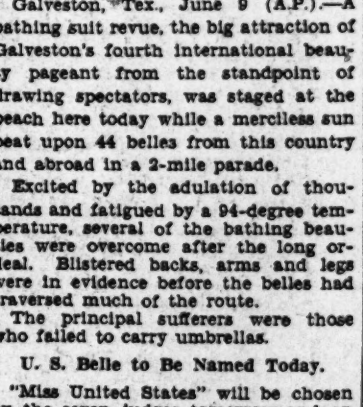 Galveston, Tex., June 9 (A.P.).—A
bathing suit revue, the big attraction of
Galveston's fourth international beau-
ty pageant from the standpoint of
drawing spectators, was staged at the
beach here today while a merciless sun
beat upon 44 belles from this country
and abroad in a 2-mile parade.
Excited by the adulation of thou-
sands and fatigued by a 94-degree tem-
perature, several of the bathing beau-
ties were overcome after the long or-
deal. Blistered backs, arms and legs
were in evidence before the belles had
traversed much of the route.
The principal sufferers were those
who failed to carry umbrellas.
U. S. Belle to Be Named Today.
"Miss United States" will be chosen